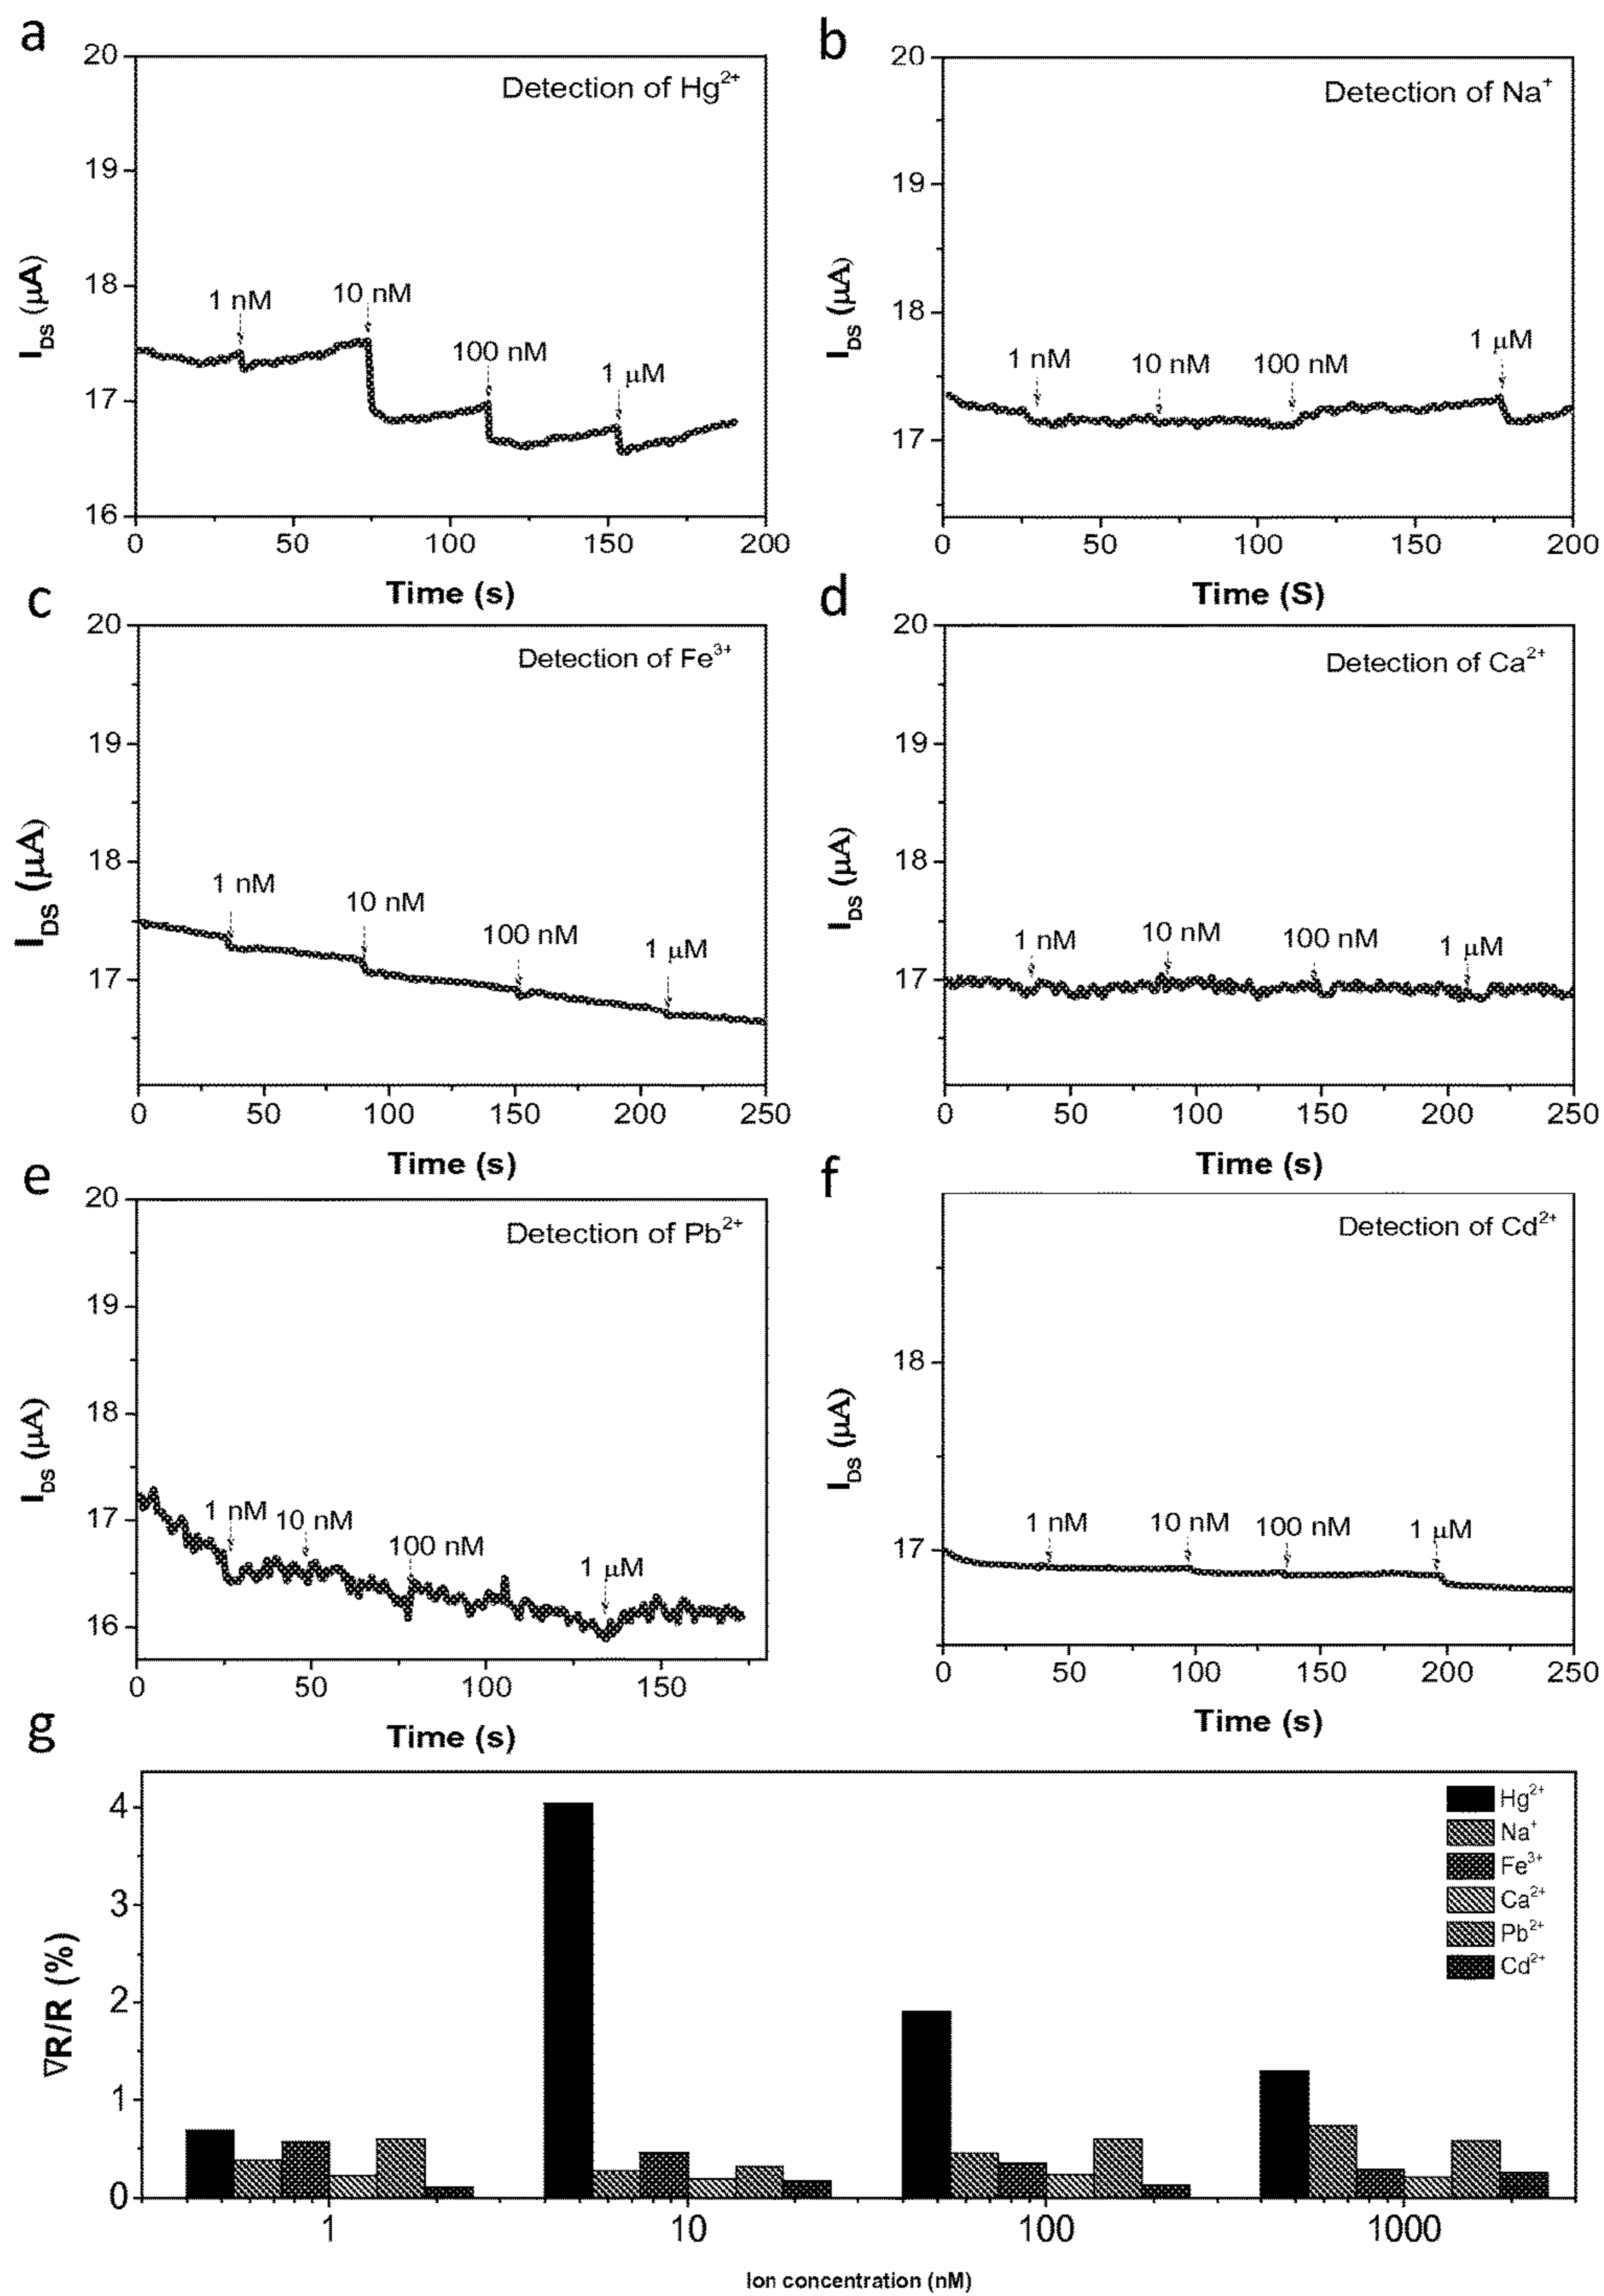 a
20
19
18
17
16
I_DS (μA)
Detection of Hg²⁺
1 nM
10 nM
100 nM
1 μM
0 50 100 150 200
Time (s)
b
20
19
18
17
I_DS (μA)
Detection of Na⁺
1 nM
10 nM
100 nM
1 μM
0 50 100 150 200
Time (S)
c
20
19
18
17
I_DS (μA)
Detection of Fe³⁺
1 nM
10 nM
100 nM
1 μM
0 50 100 150 200 250
Time (s)
d
20
19
18
17
I_DS (μA)
Detection of Ca²⁺
1 nM
10 nM
100 nM
1 μM
0 50 100 150 200 250
Time (s)
e
20
19
18
17
16
I_DS (μA)
Detection of Pb²⁺
1 nM
10 nM
100 nM
1 μM
0 50 100 150
Time (s)
f
18
17
I_DS (μA)
Detection of Cd²⁺
1 nM
10 nM
100 nM
1 μM
0 50 100 150 200 250
Time (s)
g
4
3
2
1
0
∇R/R (%)
Hg²⁺
Na⁺
Fe³⁺
Ca²⁺
Pb²⁺
Cd²⁺
1 10 100 1000
Ion concentration (nM)